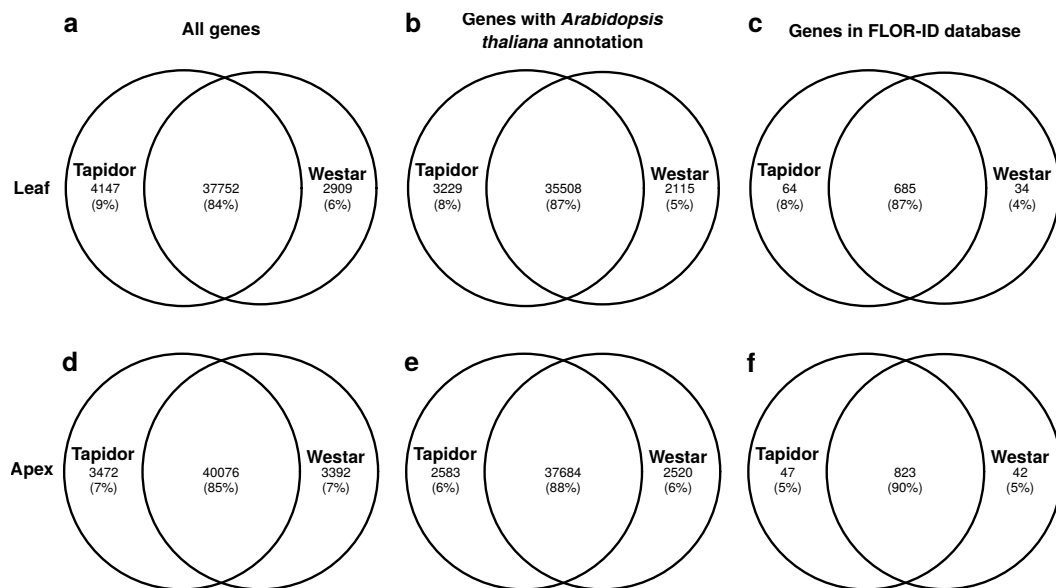 a
All genes
b
Genes with Arabidopsis
thaliana annotation
c
Genes in FLOR-ID database
Leaf
Tapidor
4147
(9%)
37752
(84%)
Westar
2909
(6%)
Tapidor
3229
(8%)
35508
(87%)
Westar
2115
(5%)
Tapidor
64
(8%)
685
(87%)
Westar
34
(4%)
d
e
f
Apex
Tapidor
3472
(7%)
40076
(85%)
Westar
3392
(7%)
Tapidor
2583
(6%)
37684
(88%)
Westar
2520
(6%)
Tapidor
47
(5%)
823
(90%)
Westar
42
(5%)